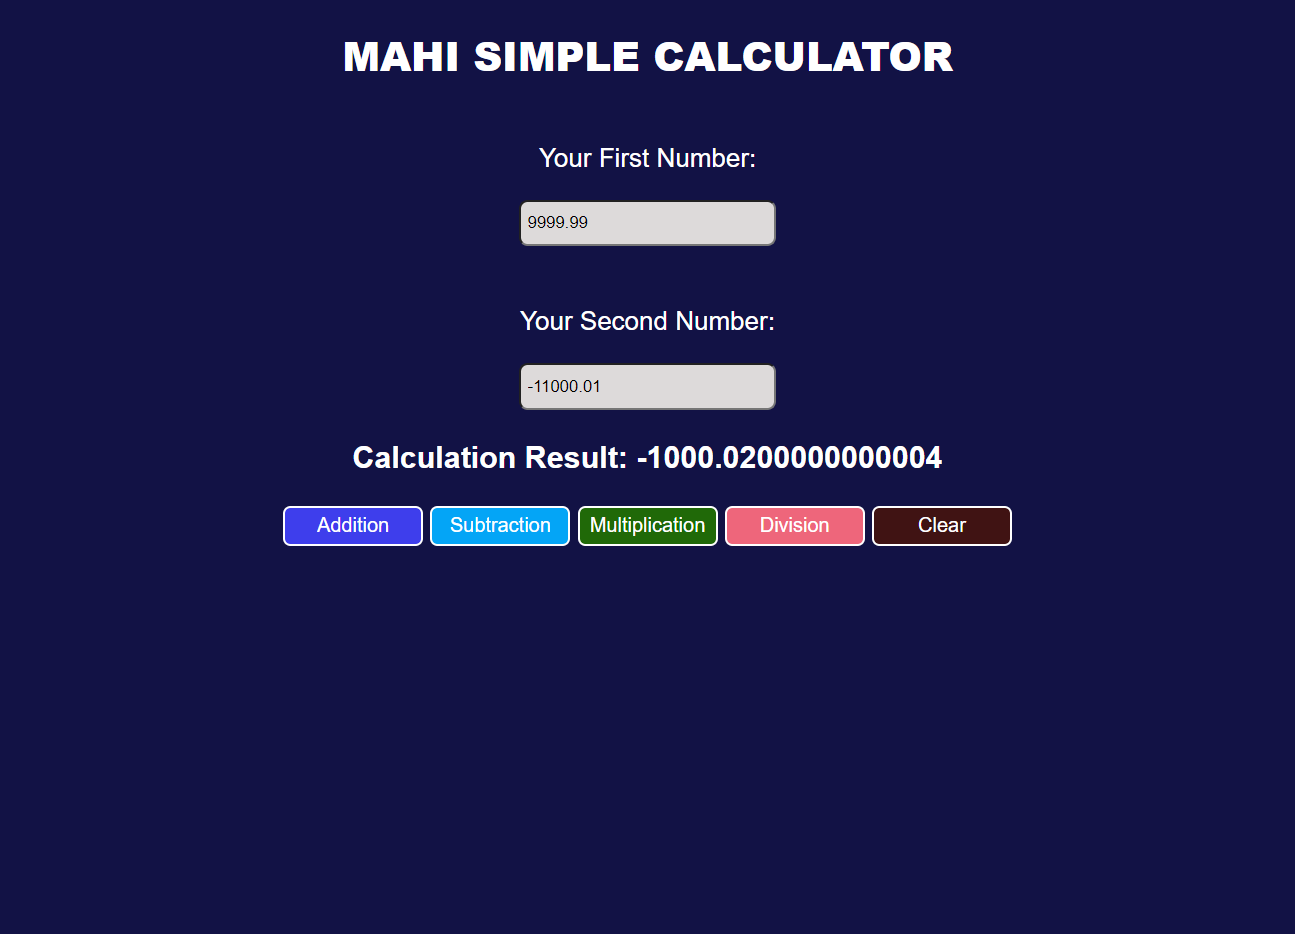 MAHI SIMPLE CALCULATOR
Your First Number:
9999.99
Your Second Number:
-11000.01
Calculation Result: -1000.0200000000004
Addition Subtraction Multiplication Division Clear